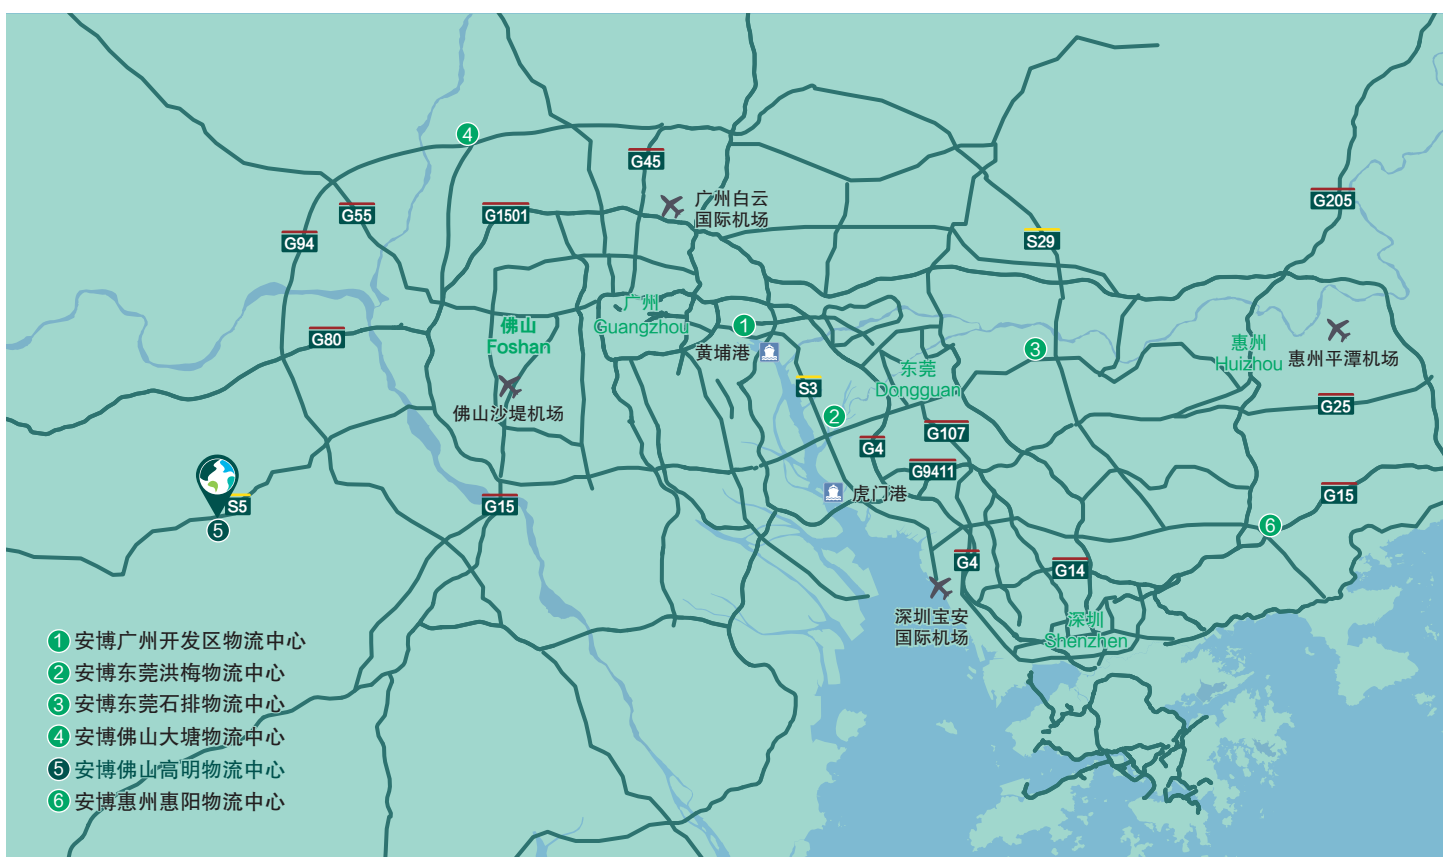 4
G45
广州白云
国际机场
G205
G55
G1501
G94
S29
广州
Guangzhou
佛山
Foshan
G80
1
黄埔港
惠州
Huizhou
惠州平潭机场
3
东莞
Dongguan
S3
佛山沙堤机场
2
G25
G107
G4
G9411
虎门港
G15
S5
5
G15
6
G4
G14
深圳宝安
国际机场
深圳
Shenzhen
1 安博广州开发区物流中心
2 安博东莞洪梅物流中心
3 安博东莞石排物流中心
4 安博佛山大塘物流中心
5 安博佛山高明物流中心
6 安博惠州惠阳物流中心